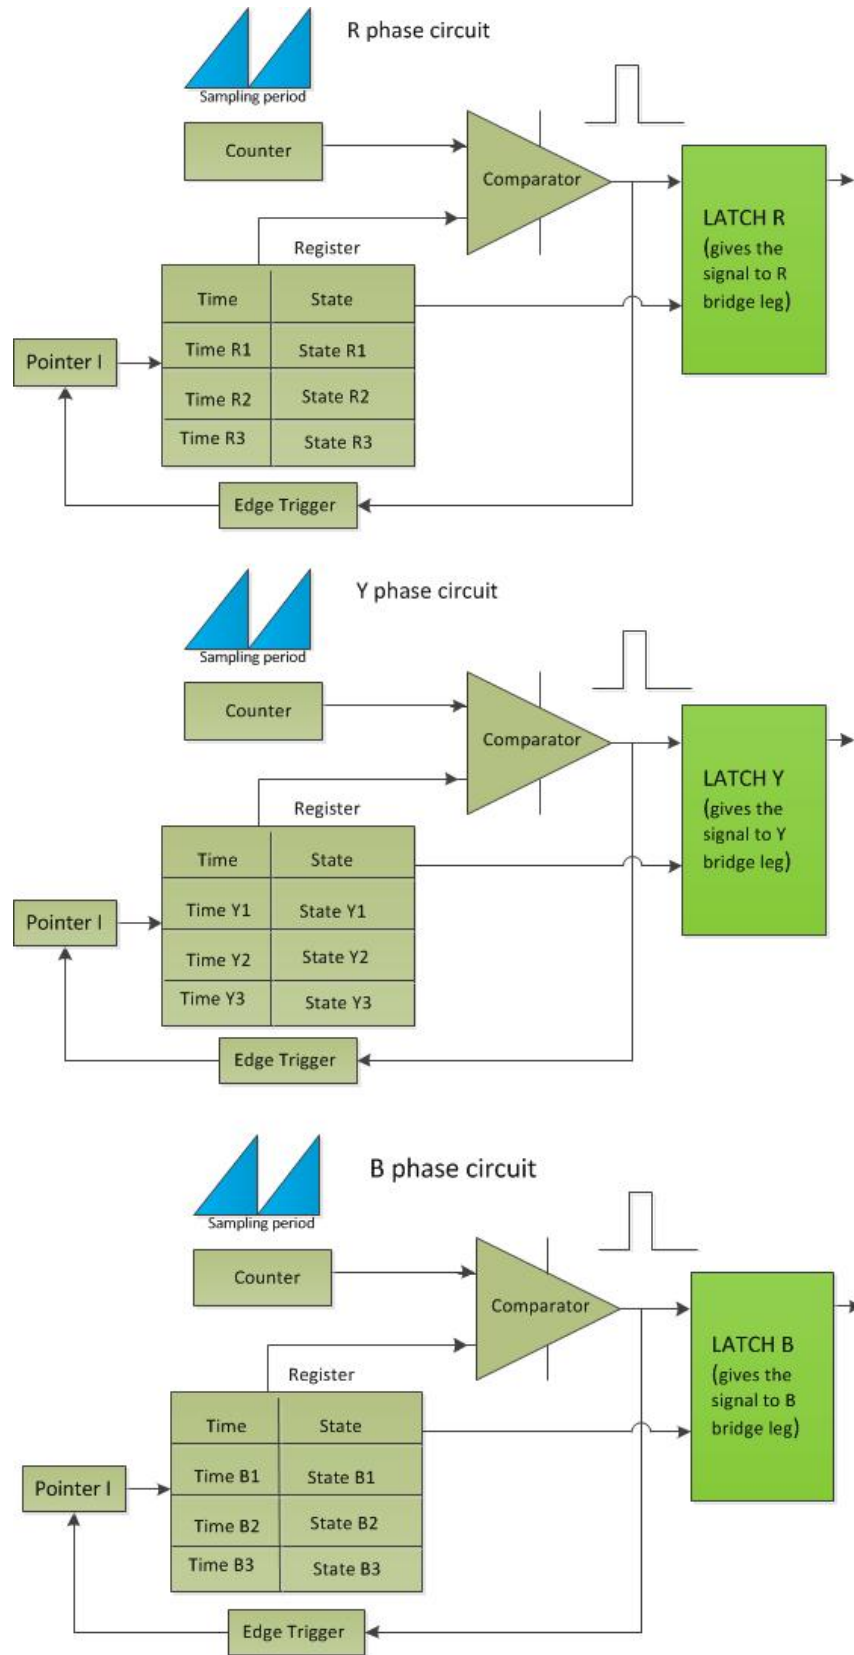 R phase circuit
Sampling period
Counter
Comparator
LATCH R
(gives the
signal to R
bridge leg)
Register
Time State
Pointer I
Time R1 State R1
Time R2 State R2
Time R3 State R3
Edge Trigger
Y phase circuit
Sampling period
Counter
Comparator
LATCH Y
(gives the
signal to Y
bridge leg)
Register
Time State
Pointer I
Time Y1 State Y1
Time Y2 State Y2
Time Y3 State Y3
Edge Trigger
B phase circuit
Sampling period
Counter
Comparator
LATCH B
(gives the
signal to B
bridge leg)
Register
Time State
Pointer I
Time B1 State B1
Time B2 State B2
Time B3 State B3
Edge Trigger